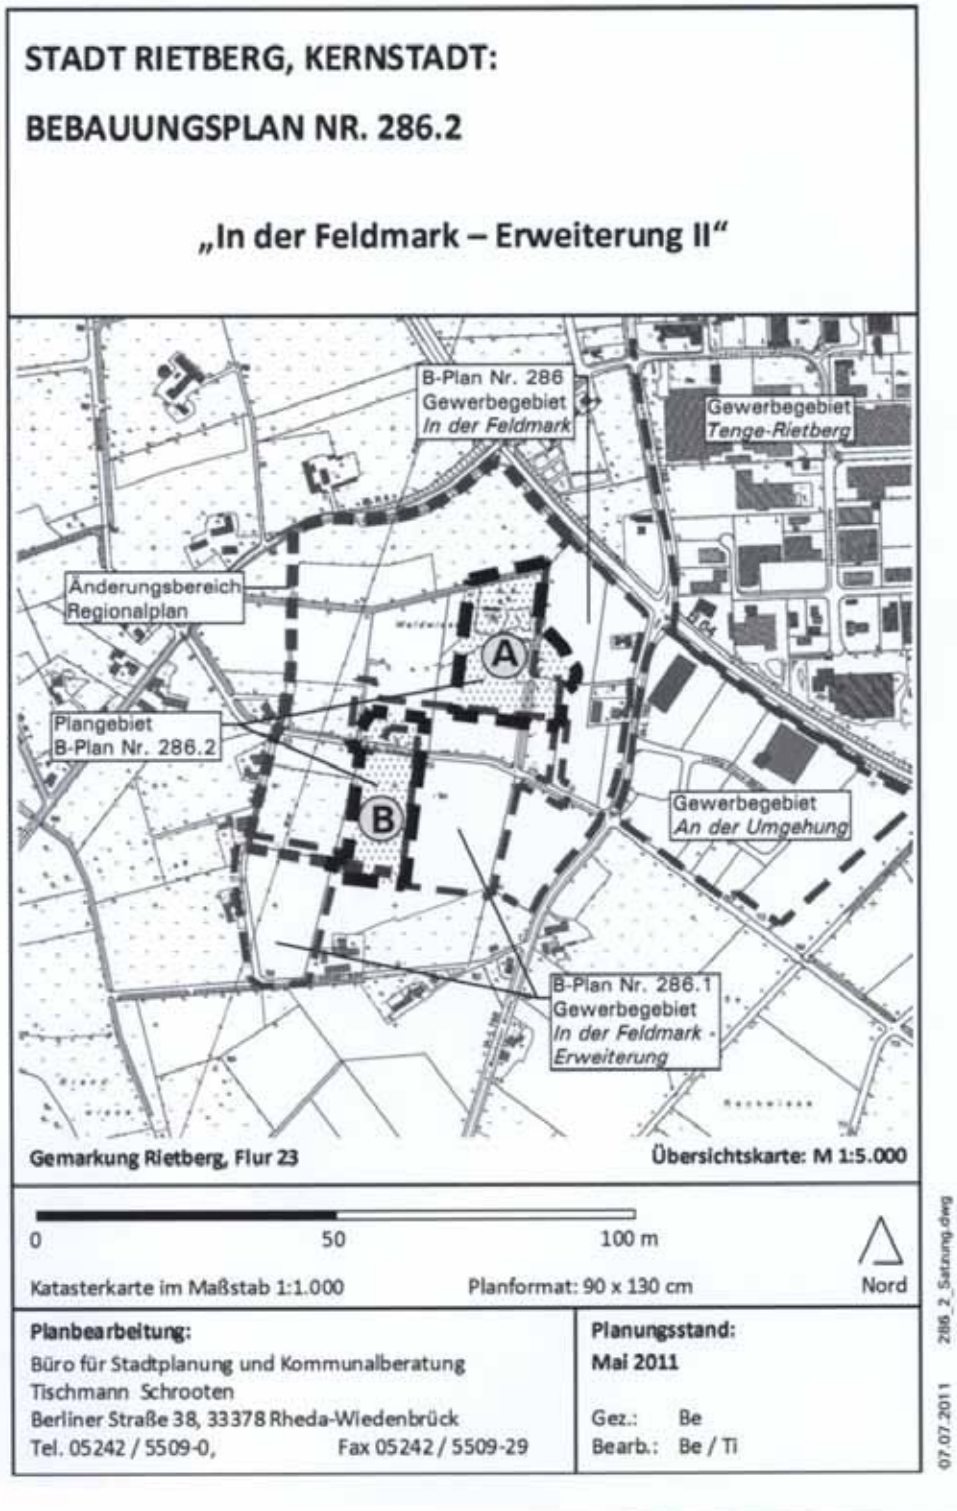 STADT RIETBERG, KERNSTADT:
BEBAUUNGSPLAN NR. 286.2
„In der Feldmark – Erweiterung II“
B-Plan Nr. 286
Gewerbegebiet
In der Feldmark
Gewerbegebiet
Tenge-Rietberg
Änderungsbereich
Regionalplan
B 64
A
Plangebiet
B-Plan Nr. 286.2
B
Gewerbegebiet
An der Umgehung
B-Plan Nr. 286.1
Gewerbegebiet
In der Feldmark -
Erweiterung
Gemarkung Rietberg, Flur 23
Übersichtskarte: M 1:5.000
0 50 100 m
Katasterkarte im Maßstab 1:1.000
Planformat: 90 x 130 cm
Nord
Planbearbeitung:
Büro für Stadtplanung und Kommunalberatung
Tischmann Schrooten
Berliner Straße 38, 33378 Rheda-Wiedenbrück
Tel. 05242 / 5509-0, Fax 05242 / 5509-29
Planungsstand:
Mai 2011
Gez.: Be
Bearb.: Be / Ti
07.07.2011 286_2_Satzung.dwg